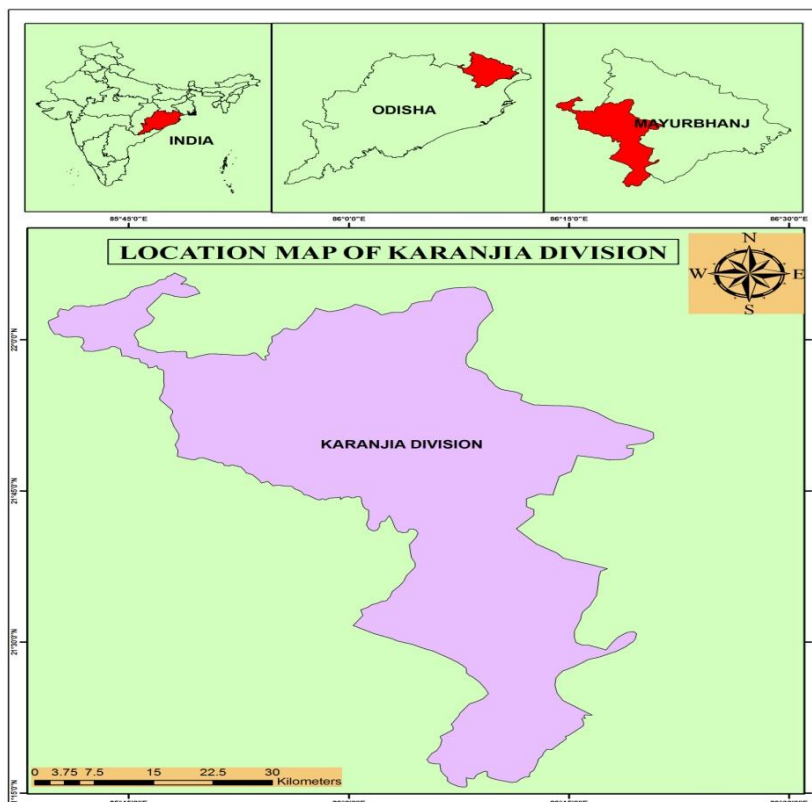 INDIA
ODISHA
MAYURBHANJ
85°45'0"E
86°0'0"E
86°15'0"E
86°30'0"E
LOCATION MAP OF KARANJIA DIVISION
N
W
E
S
22°0'0"N
KARANJIA DIVISION
21°45'0"N
21°30'0"N
0 3.75 7.5 15 22.5 30
Kilometers